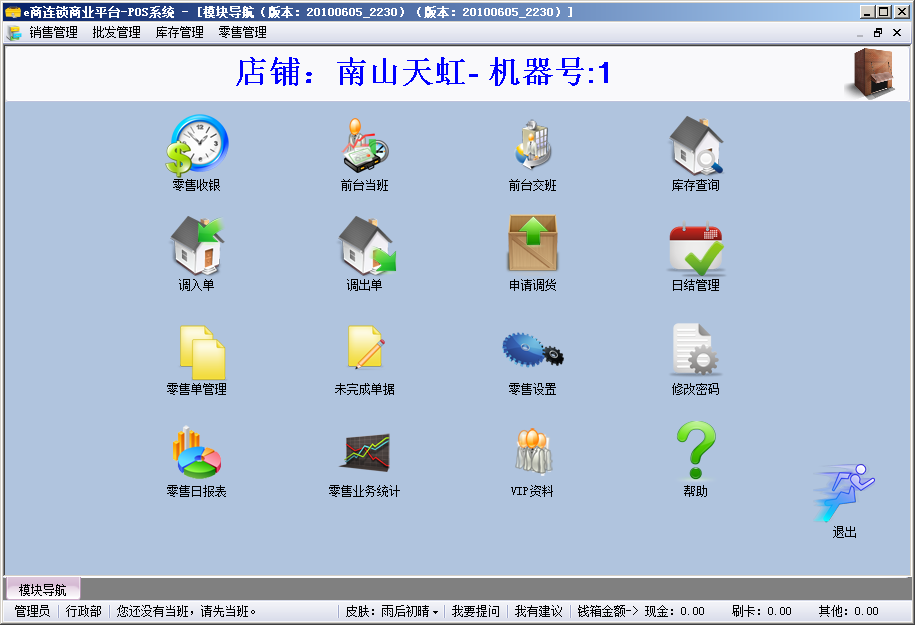 e商连锁商业平台-POS系统 - [模块导航(版本: 20100605_2230)(版本: 20100605_2230)]
销售管理 批发管理 库存管理 零售管理
店铺: 南山天虹- 机器号:1
零售收银 前台当班 前台交班 库存查询
调入单 调出单 申请调货 日结管理
零售单管理 未完成单据 零售设置 修改密码
零售日报表 零售业务统计 VIP资料 帮助
退出
模块导航
管理员 行政部 您还没有当班，请先当班。 皮肤: 雨后初晴 我要提问 我有建议 钱箱金额-> 现金: 0.00 刷卡: 0.00 其他: 0.00